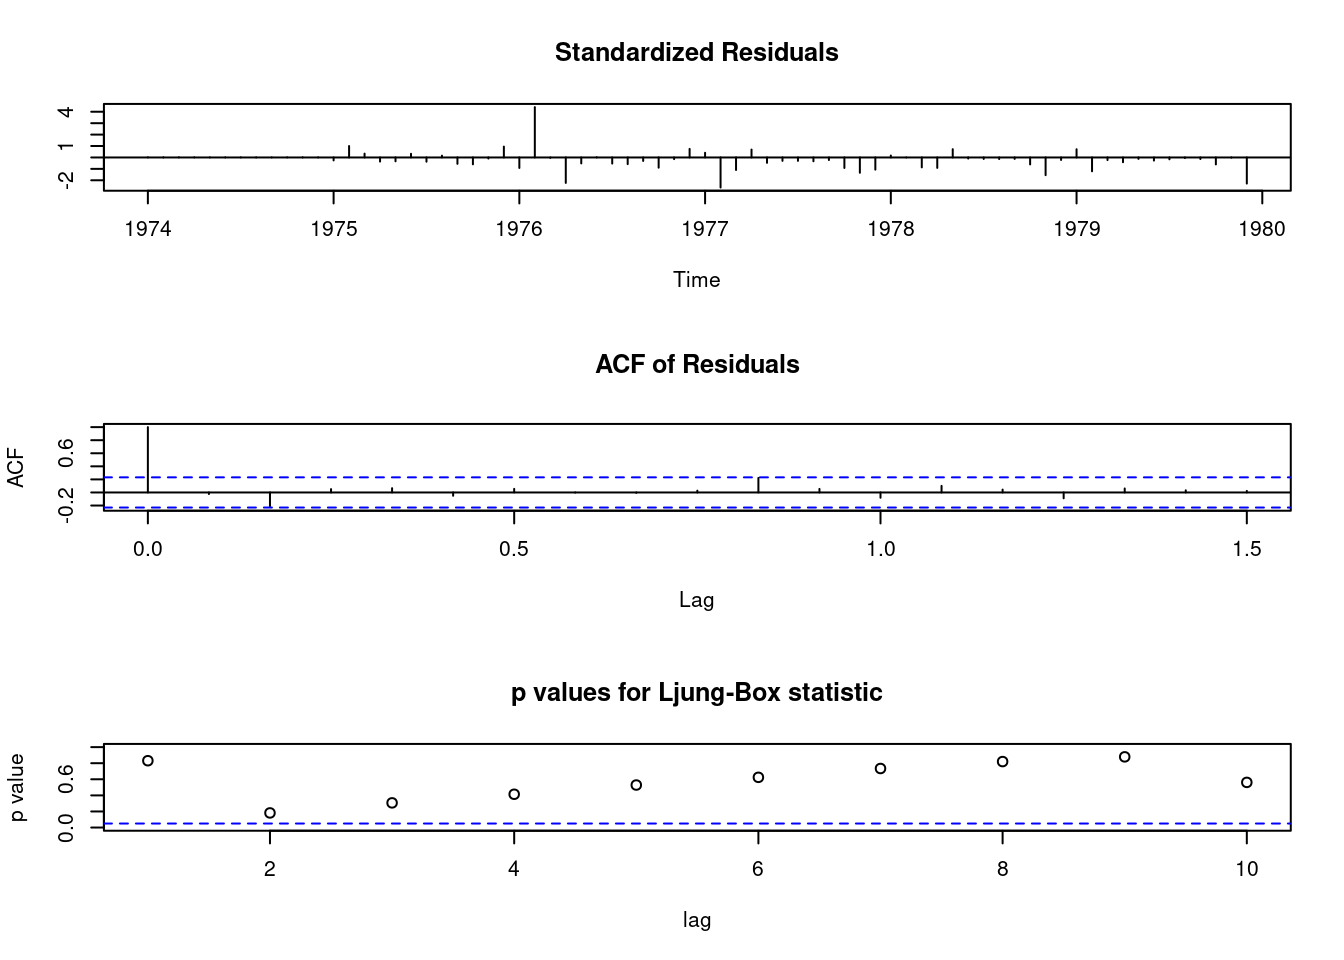 Standardized Residuals
4
1
-2
1974 1975 1976 1977 1978 1979 1980
Time
ACF of Residuals
ACF
0.6
-0.2
0.0 0.5 1.0 1.5
Lag
p values for Ljung-Box statistic
p value
0.6
0.0
2 4 6 8 10
lag